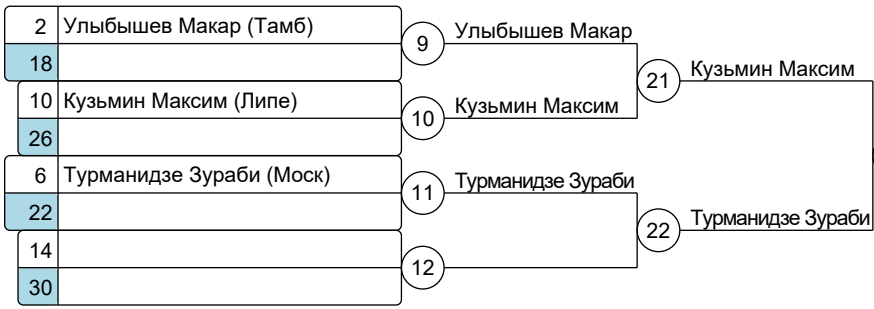 2 Улыбышев Макар (Тамб)
18
10 Кузьмин Максим (Липе)
26
6 Турманидзе Зураби (Моск)
22
14
30
9 Улыбышев Макар
10 Кузьмин Максим
11 Турманидзе Зураби
12
21 Кузьмин Максим
22 Турманидзе Зураби